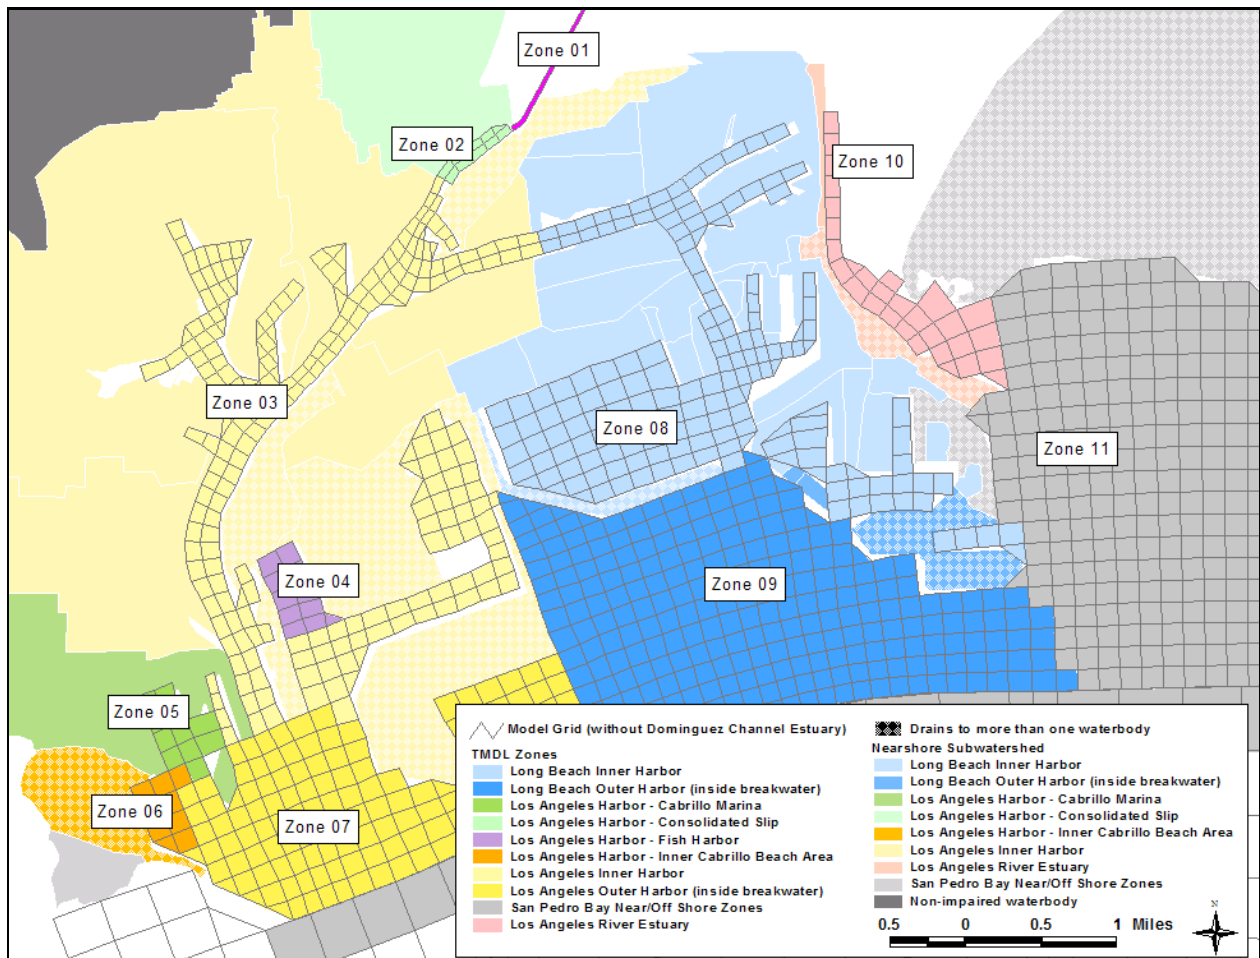 Zone 01
Zone 02
Zone 10
Zone 03
Zone 08
Zone 11
Zone 04
Zone 09
Zone 05
Zone 06
Zone 07
Model Grid (without Dominguez Channel Estuary)
TMDL Zones
Long Beach Inner Harbor
Long Beach Outer Harbor (inside breakwater)
Los Angeles Harbor - Cabrillo Marina
Los Angeles Harbor - Consolidated Slip
Los Angeles Harbor - Fish Harbor
Los Angeles Harbor - Inner Cabrillo Beach Area
Los Angeles Inner Harbor
Los Angeles Outer Harbor (inside breakwater)
San Pedro Bay Near/Off Shore Zones
Los Angeles River Estuary
Drains to more than one waterbody
Nearshore Subwatershed
Long Beach Inner Harbor
Long Beach Outer Harbor (inside breakwater)
Los Angeles Harbor - Cabrillo Marina
Los Angeles Harbor - Consolidated Slip
Los Angeles Harbor - Inner Cabrillo Beach Area
Los Angeles Inner Harbor
Los Angeles River Estuary
San Pedro Bay Near/Off Shore Zones
Non-impaired waterbody
0.5 0 0.5 1 Miles
N